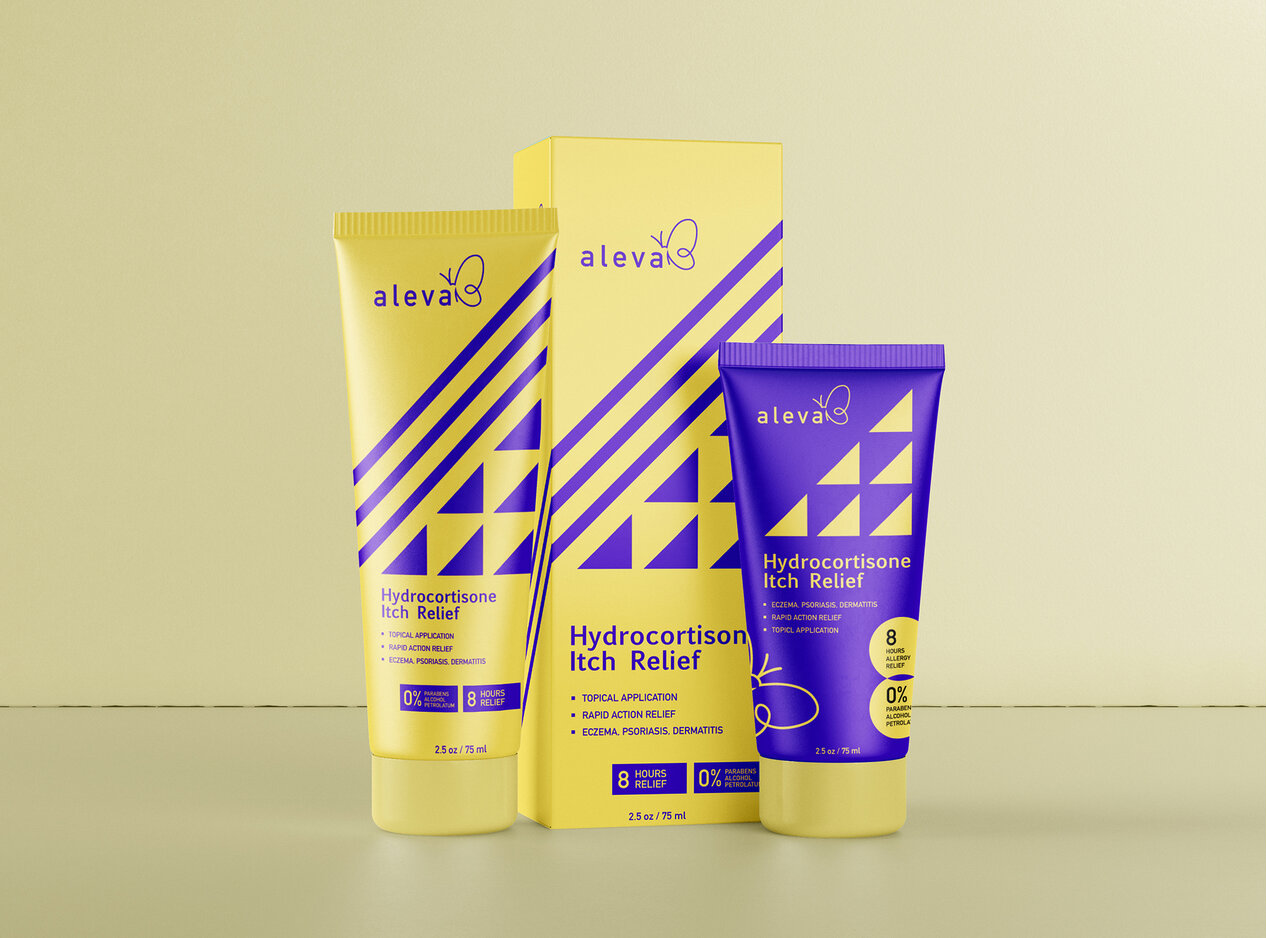 aleva
Hydrocortisone
Itch Relief
TOPICAL APPLICATION
RAPID ACTION RELIEF
ECZEMA, PSORIASIS, DERMATITIS
0%
PARABENS
ALCOHOL
PETROLATUM
8
HOURS
RELIEF
2.5 oz / 75 ml
aleva
Hydrocortison
Itch Relief
TOPICAL APPLICATION
RAPID ACTION RELIEF
ECZEMA, PSORIASIS, DERMATITIS
8
HOURS
RELIEF
0%
PARABENS
ALCOHOL
PETROLATU
2.5 oz / 75 ml
aleva
Hydrocortisone
Itch Relief
ECZEMA, PSORIASIS, DERMATITIS
RAPID ACTION RELIEF
TOPICL APPLICATION
8
HOURS
ALLERGY
RELIEF
0%
PARABEN
ALCOHOL
PETROLA
2.5 oz / 75 ml